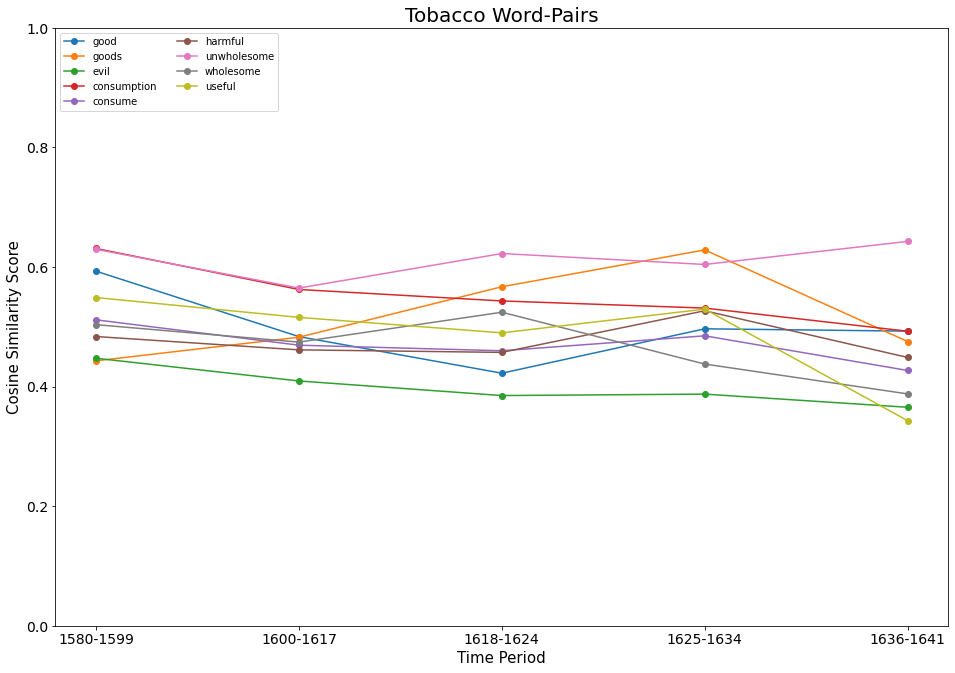 Tobacco Word-Pairs
1.0
0.8
0.6
0.4
0.2
0.0
good
goods
evil
consumption
consume
harmful
unwholesome
wholesome
useful
Cosine Similarity Score
1580-1599
1600-1617
1618-1624
1625-1634
1636-1641
Time Period